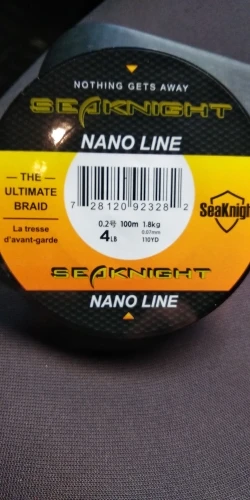 NOTHING GETS AWAY
SEAKNIGHT
NANO LINE
THE
ULTIMATE
BRAID
La tresse
d'avant-garde
7 28120 92328 2
0.2号 100m 1.8kg
4LB 0.07mm
110YD
SeaKnight
SEAKNIGHT
NANO LINE